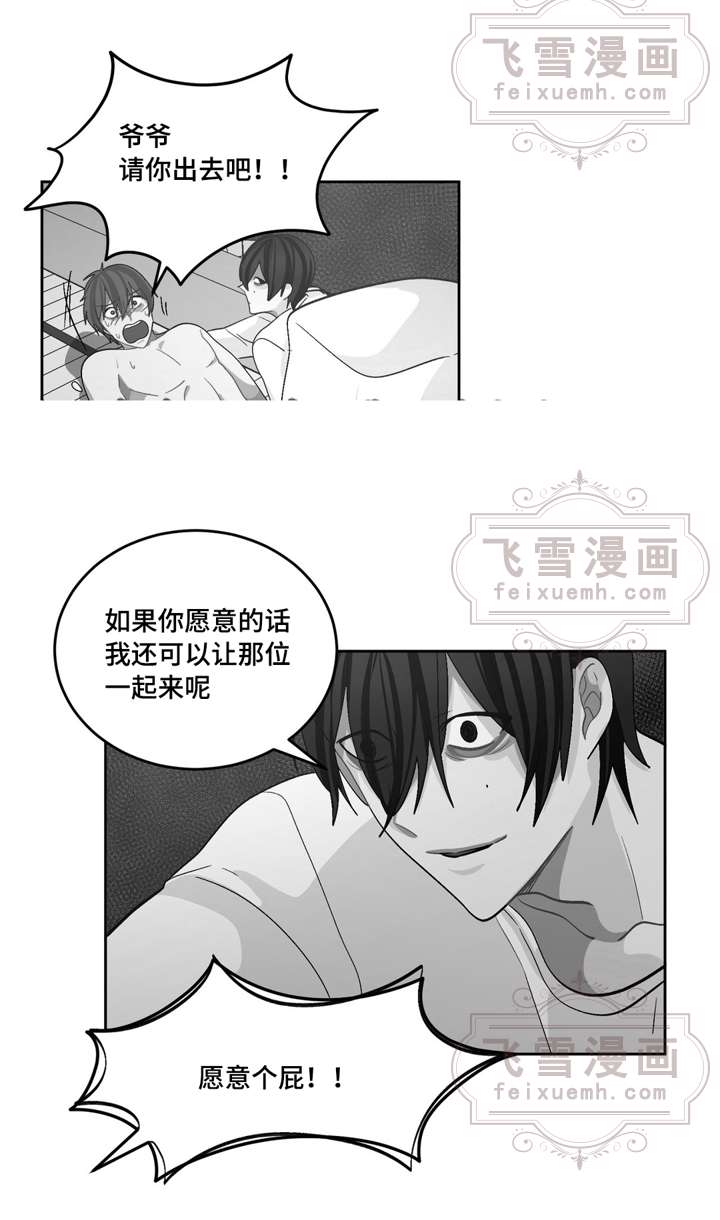 飞雪漫画
feixuemh.com
爷爷
请你出去吧！！
飞雪漫画
feixuemh.com
如果你愿意的话
我还可以让那位
一起来呢
飞雪漫画
feixuemh.com
愿意个屁！！